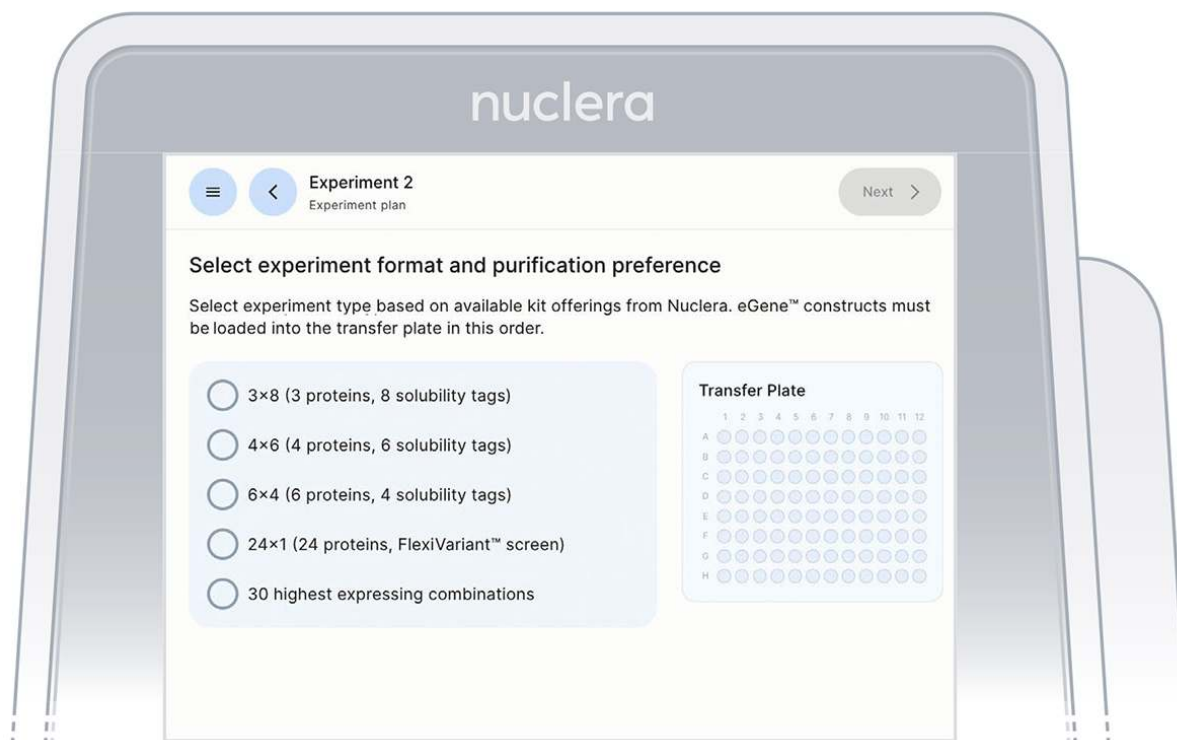 nuclera
Experiment 2
Experiment plan
Next
Select experiment format and purification preference
Select experiment type based on available kit offerings from Nuclera. eGene™ constructs must
be loaded into the transfer plate in this order.
3×8 (3 proteins, 8 solubility tags)
4×6 (4 proteins, 6 solubility tags)
6×4 (6 proteins, 4 solubility tags)
24×1 (24 proteins, FlexiVariant™ screen)
30 highest expressing combinations
Transfer Plate
1 2 3 4 5 6 7 8 9 10 11 12
A
B
C
D
E
F
G
H